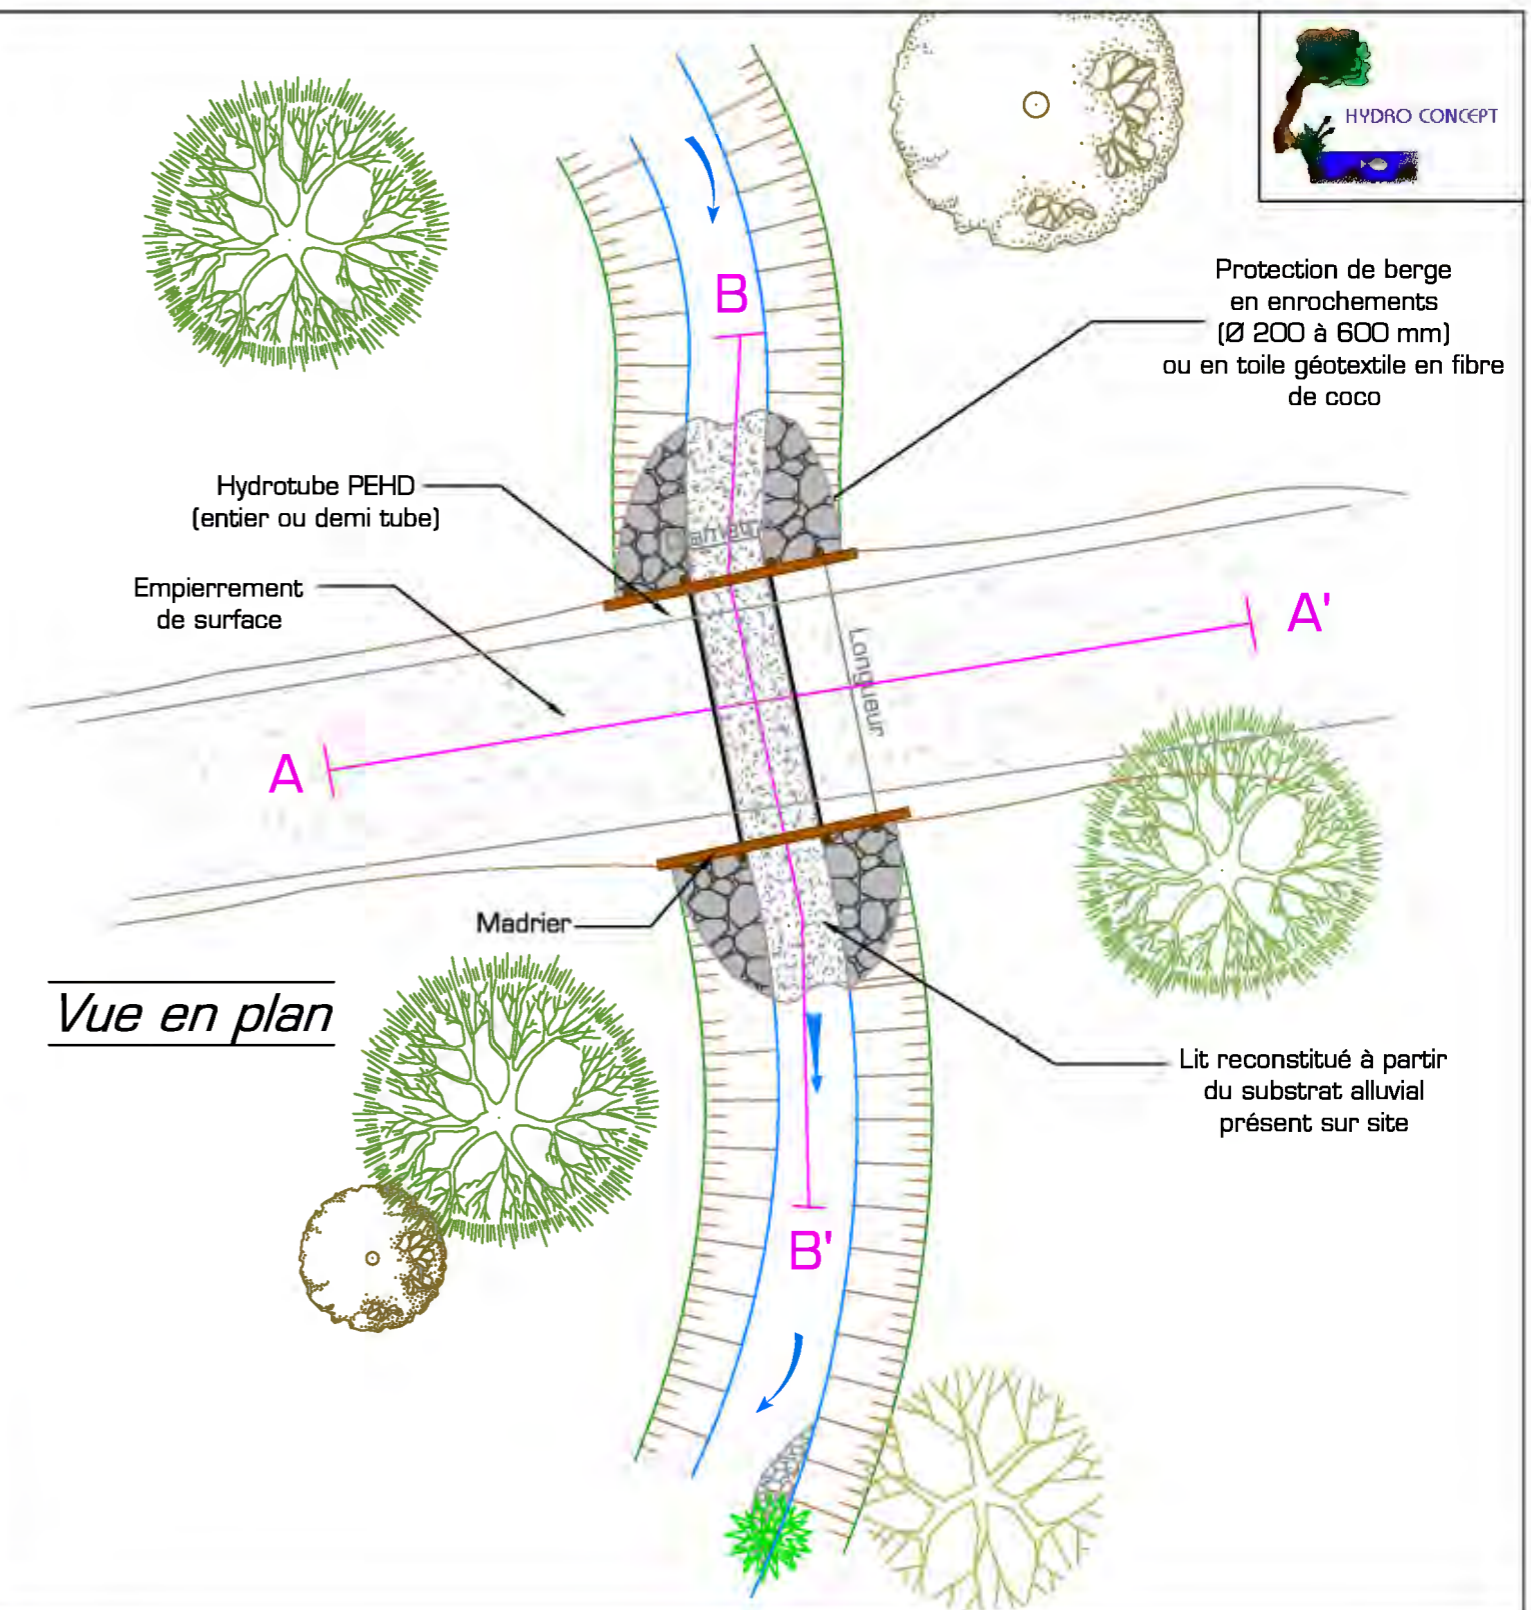 HYDRO CONCEPT
B
Protection de berge
en enrochements
(Ø 200 à 600 mm)
ou en toile géotextile en fibre
de coco
Hydrotube PEHD
(entier ou demi tube)
Empierrement
de surface
A'
Longueur
A
Madrier
Vue en plan
Lit reconstitué à partir
du substrat alluvial
présent sur site
B'